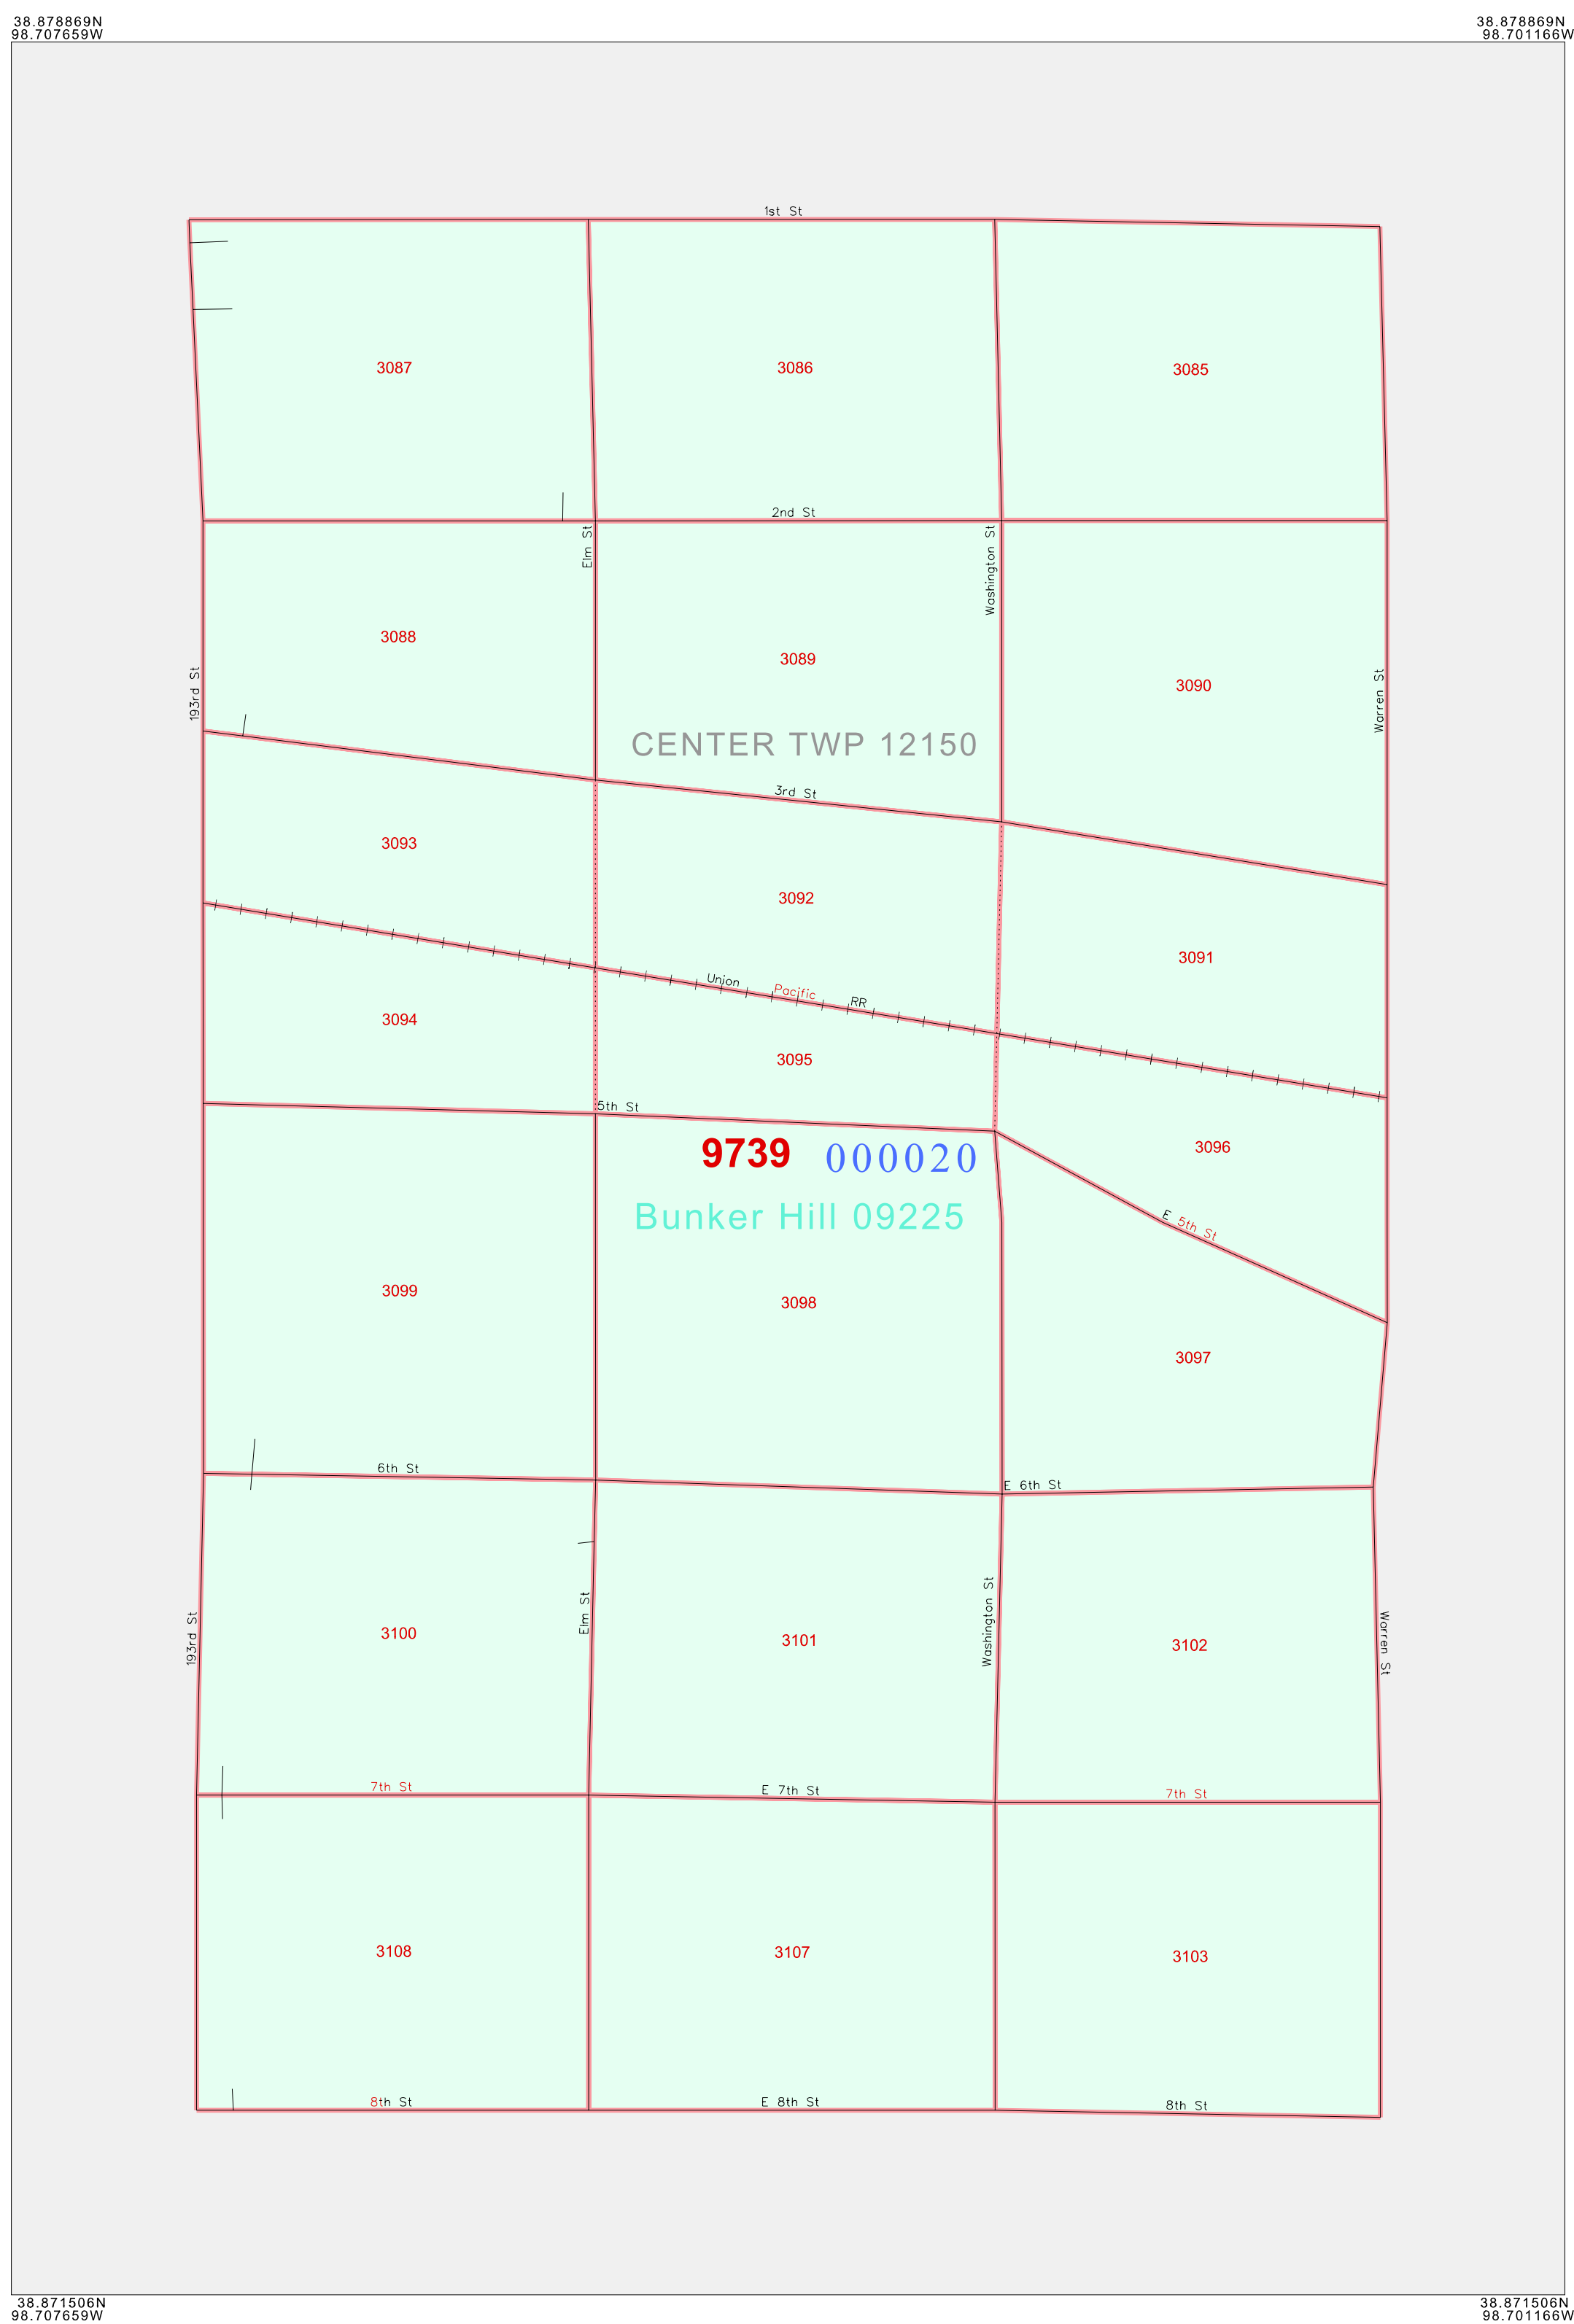 38.878869N
98.707659W
38.878869N
98.701166W
1st St
3087
3086
3085
2nd St
Elm St
Washington St
3088
3089
3090
193rd St
Warren St
CENTER TWP 12150
3rd St
3093
3092
3091
Union Pacific RR
3094
3095
5th St
9739 000020
3096
Bunker Hill 09225
E 5th St
3099
3098
3097
6th St
E 6th St
193rd St
Elm St
Washington St
Warren St
3100
3101
3102
7th St
E 7th St
7th St
3108
3107
3103
8th St
E 8th St
8th St
38.871506N
98.707659W
38.871506N
98.701166W